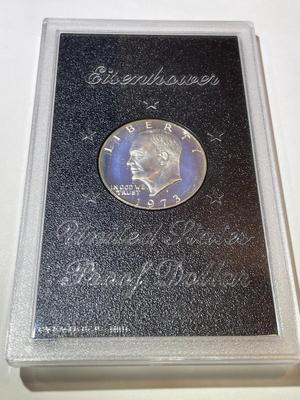 Eisenhower
LIBERTY
IN GOD WE
TRUST
1973
United States
Proof Dollar